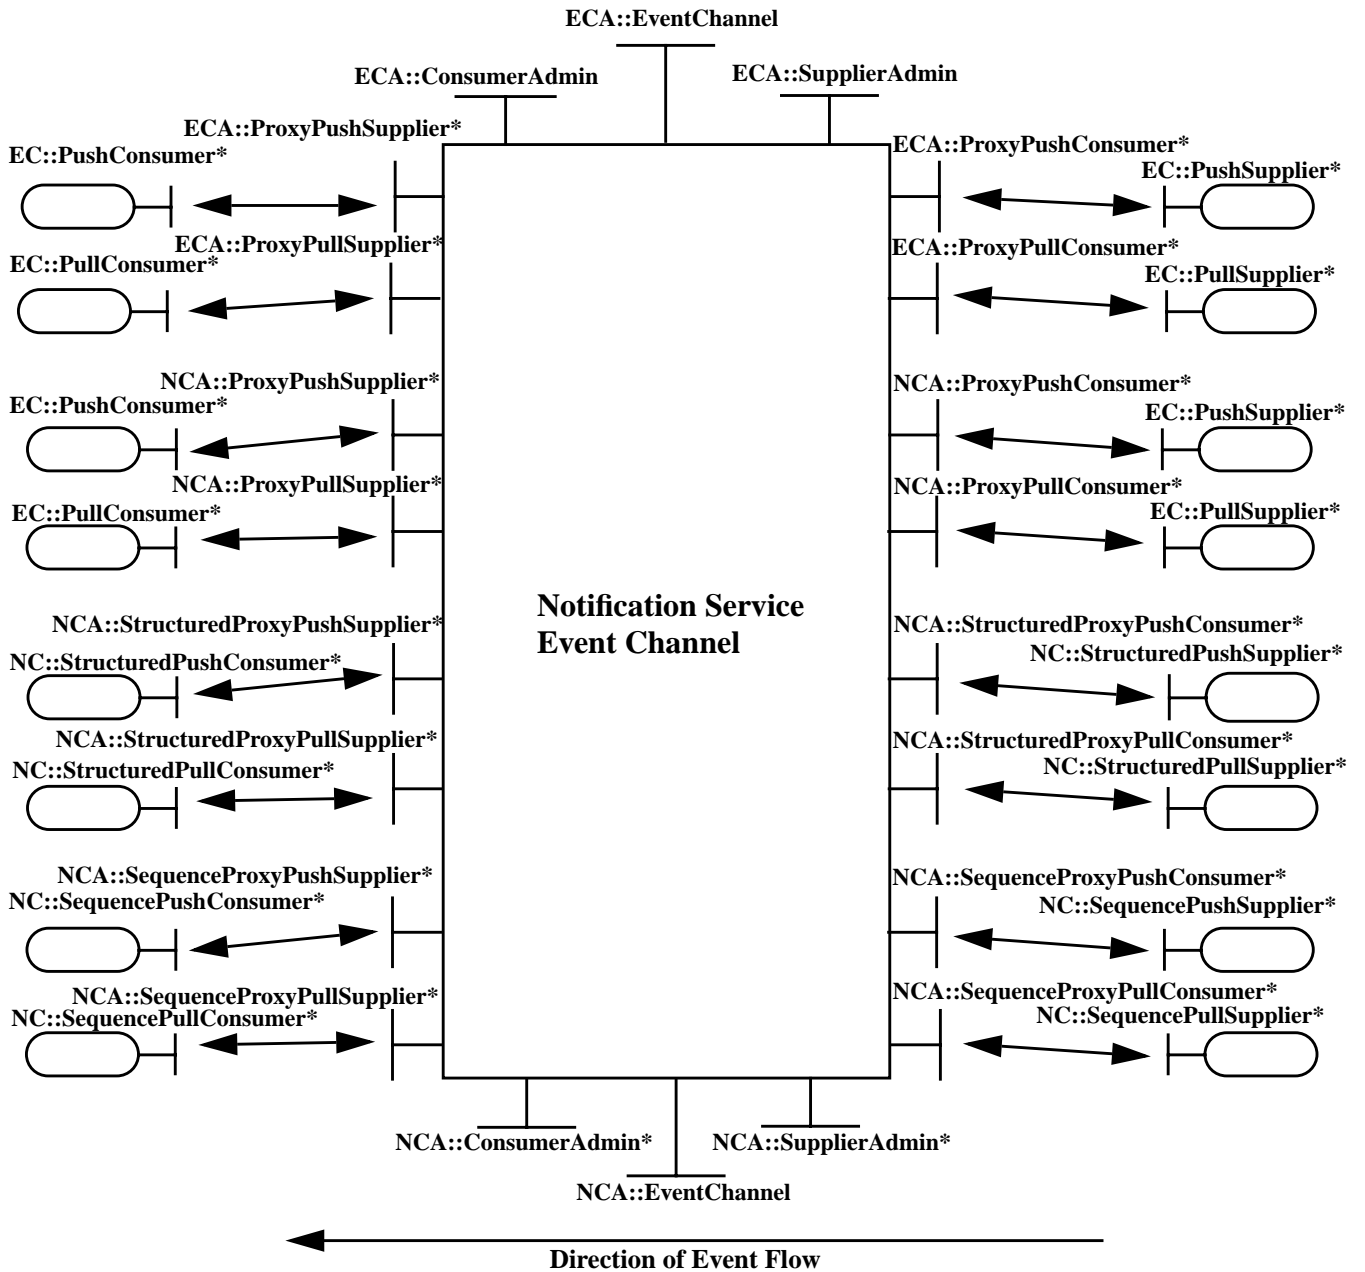 ECA::EventChannel
ECA::ConsumerAdmin
ECA::SupplierAdmin
ECA::ProxyPushSupplier*
EC::PushConsumer*
ECA::ProxyPushConsumer*
EC::PushSupplier*
ECA::ProxyPullSupplier*
EC::PullConsumer*
ECA::ProxyPullConsumer*
EC::PullSupplier*
NCA::ProxyPushSupplier*
EC::PushConsumer*
NCA::ProxyPushConsumer*
EC::PushSupplier*
NCA::ProxyPullSupplier*
EC::PullConsumer*
NCA::ProxyPullConsumer*
EC::PullSupplier*
Notification Service
Event Channel
NCA::StructuredProxyPushSupplier*
NC::StructuredPushConsumer*
NCA::StructuredProxyPushConsumer*
NC::StructuredPushSupplier*
NCA::StructuredProxyPullSupplier*
NC::StructuredPullConsumer*
NCA::StructuredProxyPullConsumer*
NC::StructuredPullSupplier*
NCA::SequenceProxyPushSupplier*
NC::SequencePushConsumer*
NCA::SequenceProxyPushConsumer*
NC::SequencePushSupplier*
NCA::SequenceProxyPullSupplier*
NC::SequencePullConsumer*
NCA::SequenceProxyPullConsumer*
NC::SequencePullSupplier*
NCA::ConsumerAdmin*
NCA::SupplierAdmin*
NCA::EventChannel
Direction of Event Flow